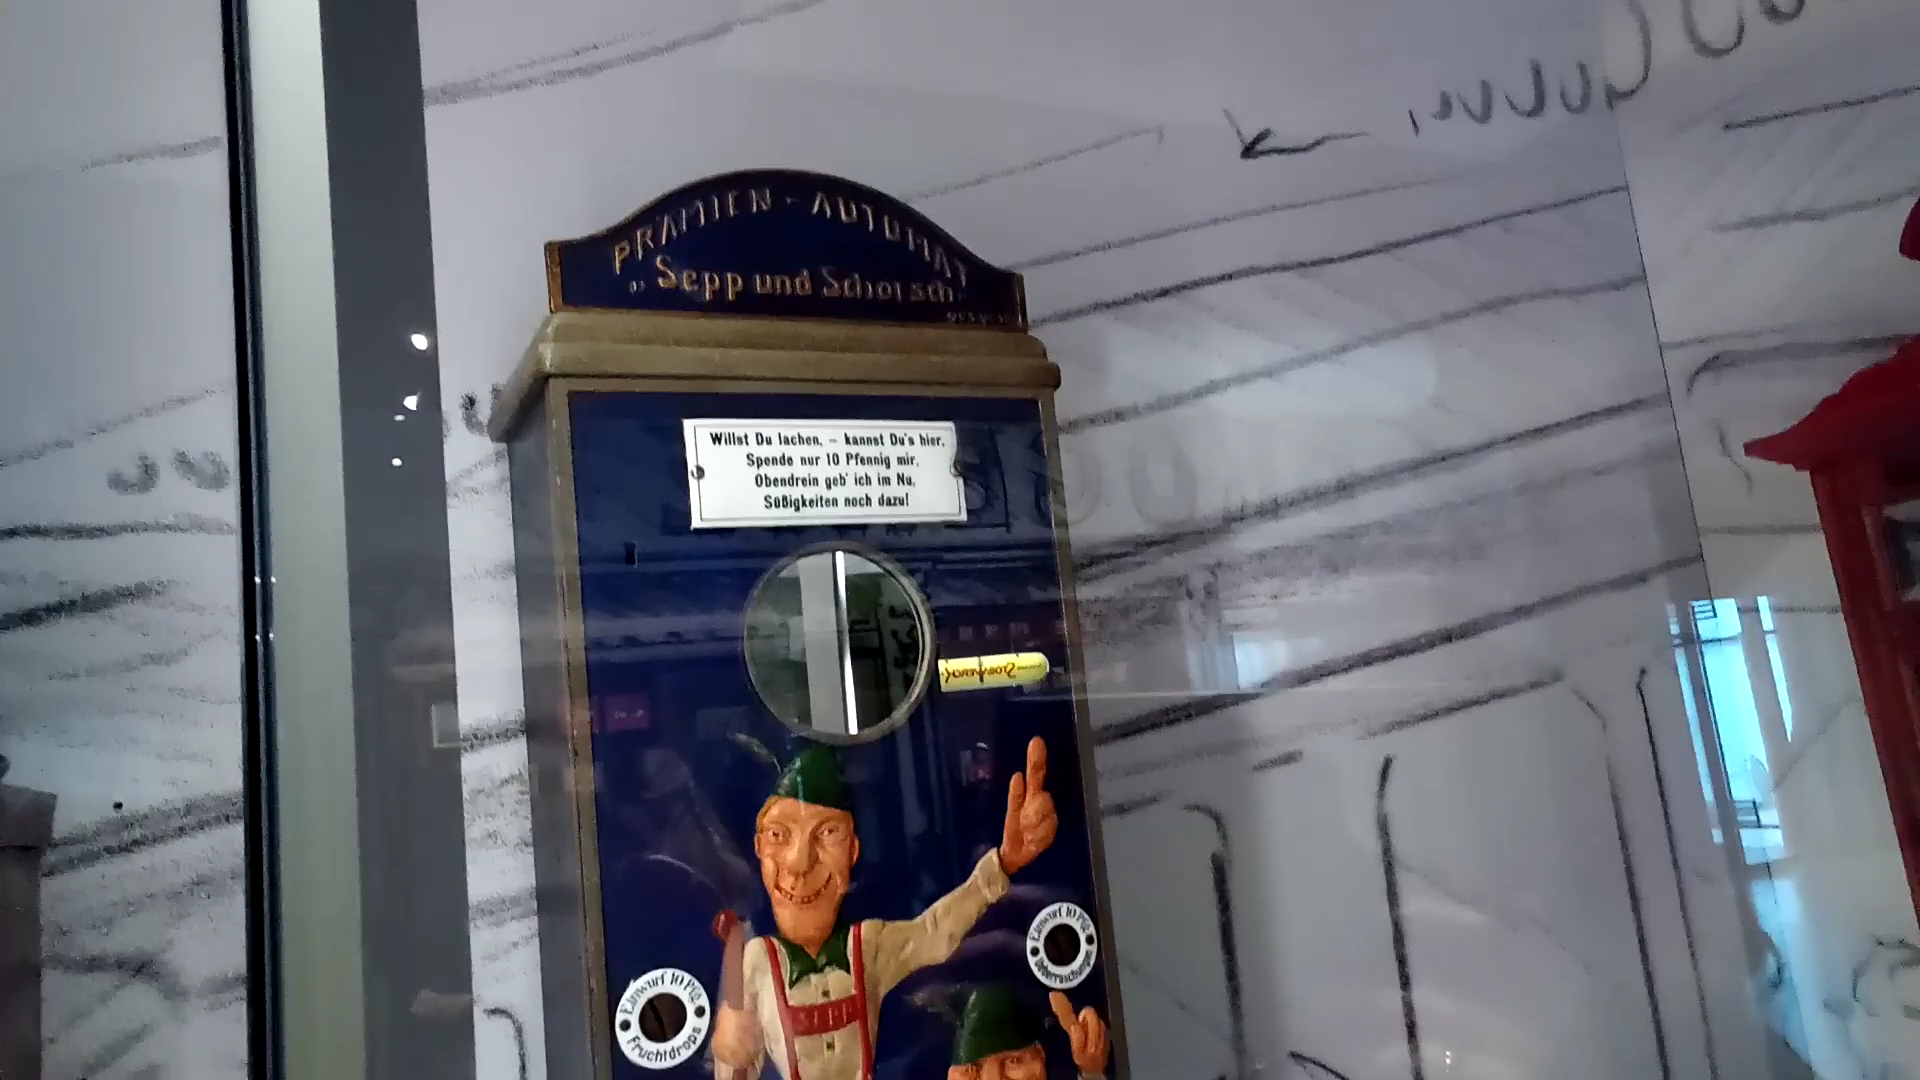 PRÄMIEN-AUTOMAT
„Sepp und Schorsch"
Willst Du lachen, – kannst Du's hier,
Spende nur 10 Pfennig mir,
Obendrein geb' ich im Nu,
Süßigkeiten noch dazu!
Einwurf 10 Pfg.
Ueberraschungen
Einwurf 10 Pfg.
Fruchtdrops
SEPP